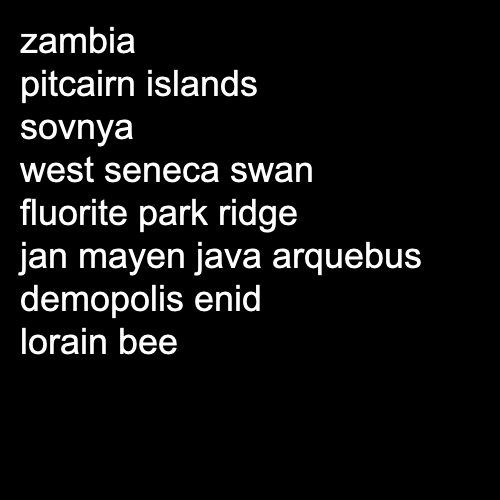 zambia
pitcairn islands
sovnya
west seneca swan
fluorite park ridge
jan mayen java arquebus
demopolis enid
lorain bee